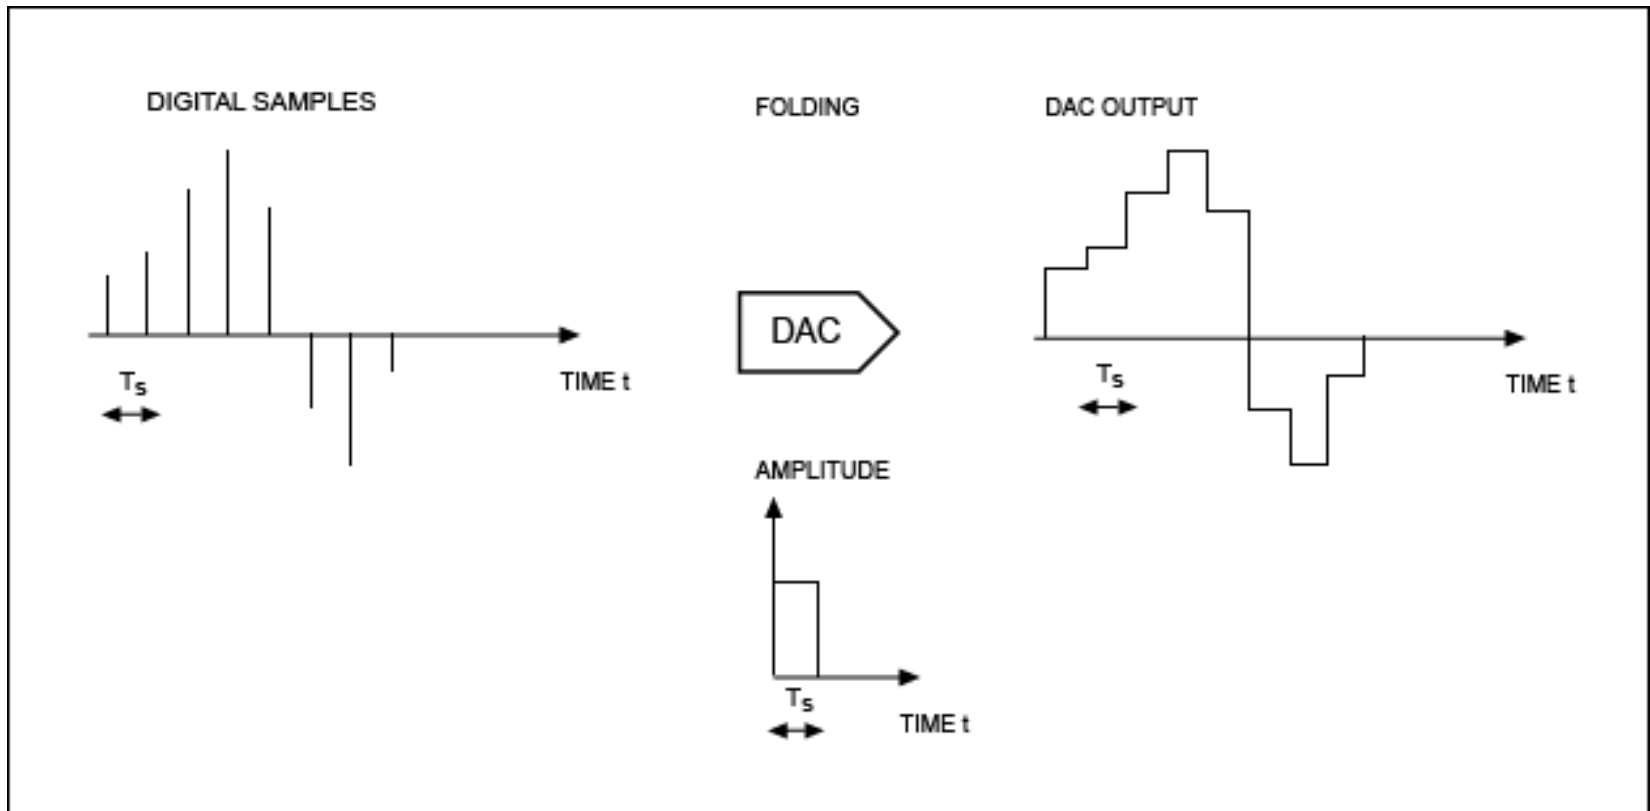 DIGITAL SAMPLES
FOLDING
DAC OUTPUT
DAC
Ts
TIME t
Ts
TIME t
AMPLITUDE
Ts
TIME t